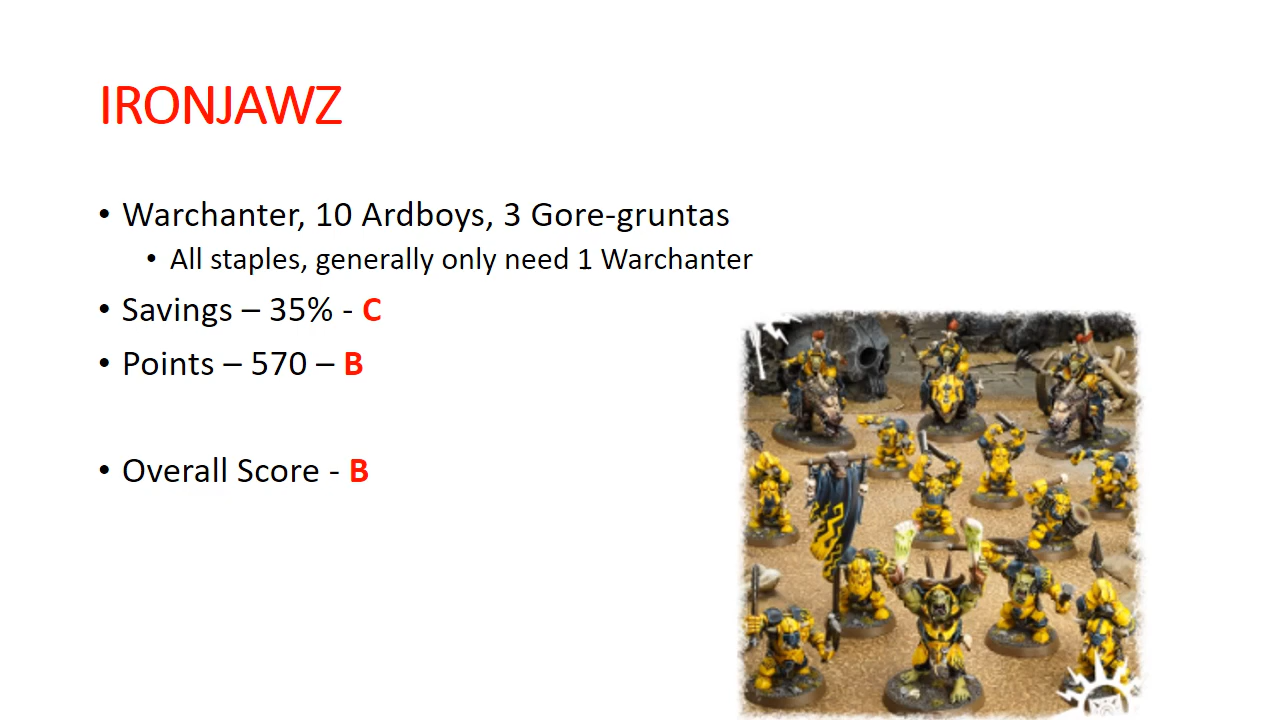 IRONJAWZ
• Warchanter, 10 Ardboys, 3 Gore-gruntas
• All staples, generally only need 1 Warchanter
• Savings – 35% - C
• Points – 570 – B
• Overall Score - B